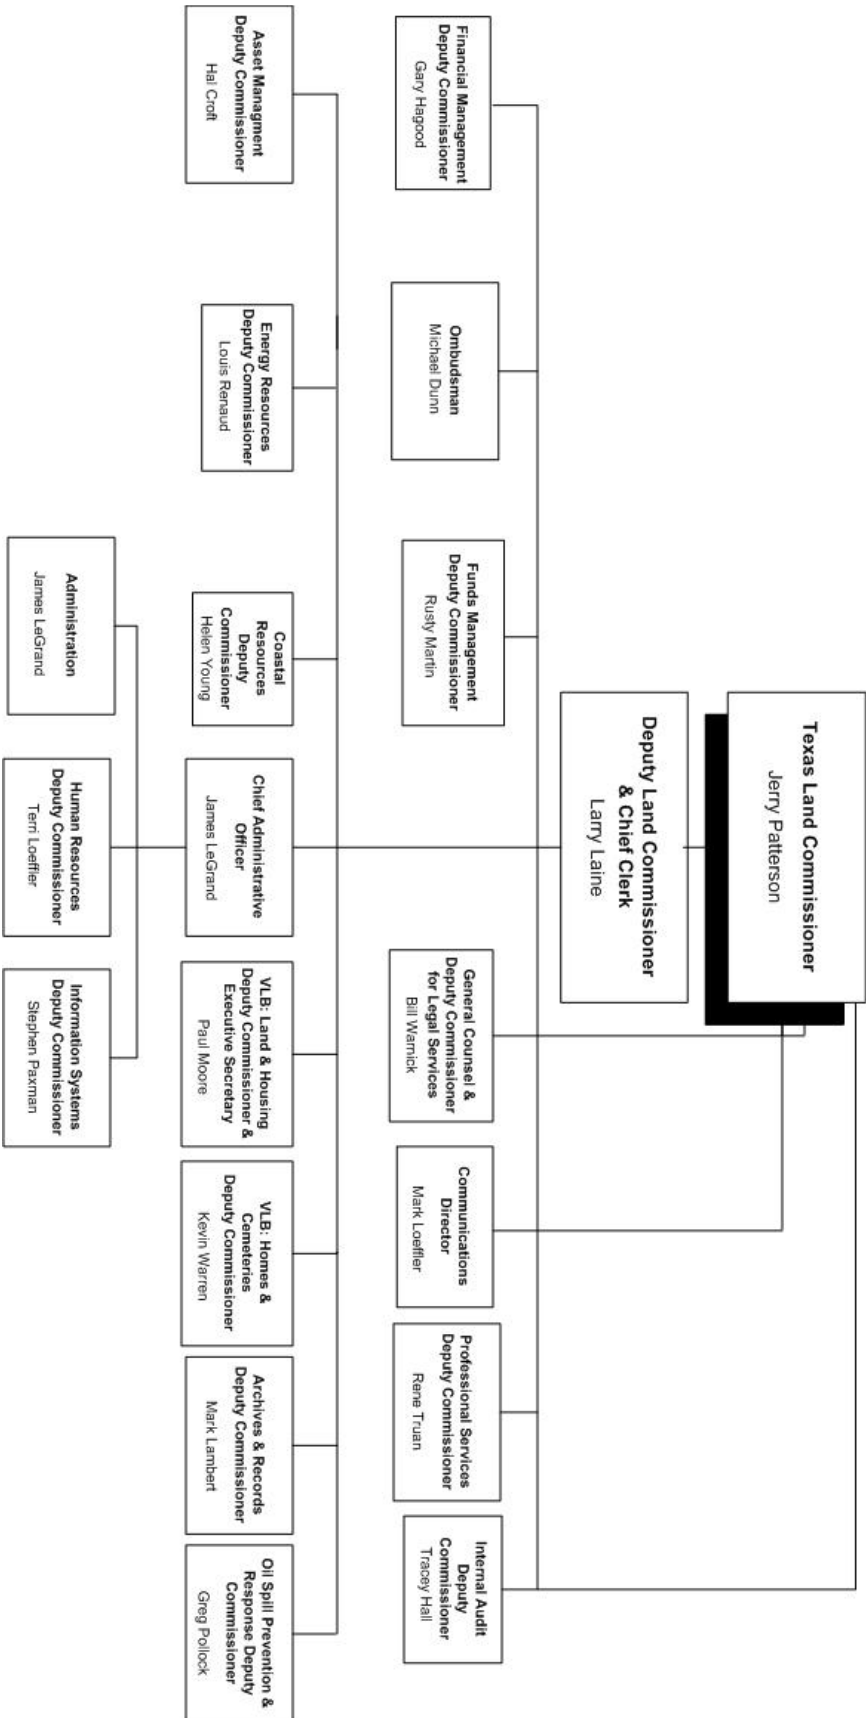 Texas Land Commissioner
Jerry Patterson
Deputy Land Commissioner
& Chief Clerk
Larry Laine
Financial Management
Deputy Commissioner
Gary Hagood
Ombudsman
Michael Dunn
Funds Management
Deputy Commissioner
Rusty Martin
General Counsel &
Deputy Commissioner
for Legal Services
Bill Warnick
Communications
Director
Mark Loeffler
Professional Services
Deputy Commissioner
Rene Truan
Internal Audit
Deputy
Commissioner
Tracey Hall
Asset Managment
Deputy Commissioner
Hal Croft
Energy Resources
Deputy Commissioner
Louis Renaud
Coastal
Resources
Deputy
Commissioner
Helen Young
Chief Administrative
Officer
James LeGrand
VLB: Land & Housing
Deputy Commissioner &
Executive Secretary
Paul Moore
VLB: Homes &
Cemeteries
Deputy Commissioner
Kevin Warren
Archives & Records
Deputy Commissioner
Mark Lambert
Oil Spill Prevention &
Response Deputy
Commissioner
Greg Pollock
Administration
James LeGrand
Human Resources
Deputy Commissioner
Terri Loeffler
Information Systems
Deputy Commissioner
Stephen Paxman